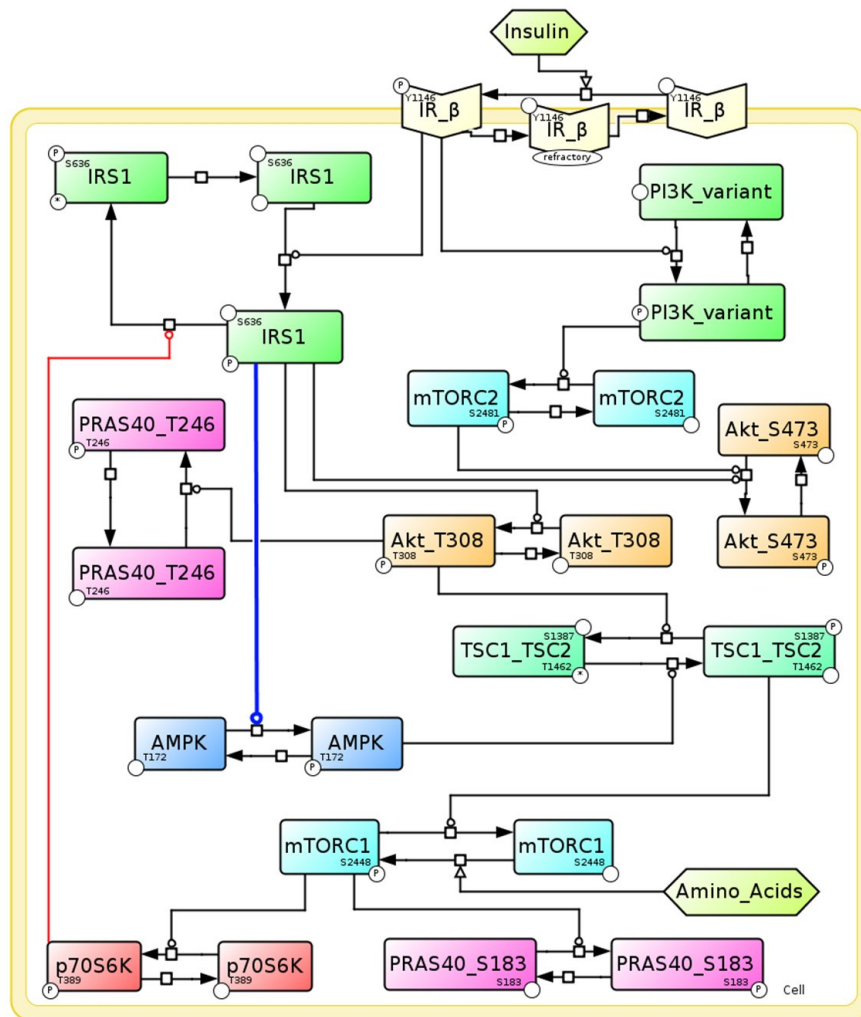 Insulin
P
Y1146
IR_β
Y1146
IR_β
refractory
Y1146
IR_β
P
S636
IRS1
*
S636
IRS1
PI3K_variant
P
PI3K_variant
S636
IRS1
P
mTORC2
S2481
P
mTORC2
S2481
PRAS40_T246
T246
P
Akt_S473
S473
Akt_T308
T308
P
Akt_T308
T308
Akt_S473
S473
P
PRAS40_T246
T246
S1387
TSC1_TSC2
T1462
*
P
S1387
TSC1_TSC2
T1462
AMPK
T172
AMPK
T172
P
mTORC1
S2448
P
mTORC1
S2448
Amino_Acids
p70S6K
T389
P
p70S6K
T389
PRAS40_S183
S183
PRAS40_S183
S183
P
Cell